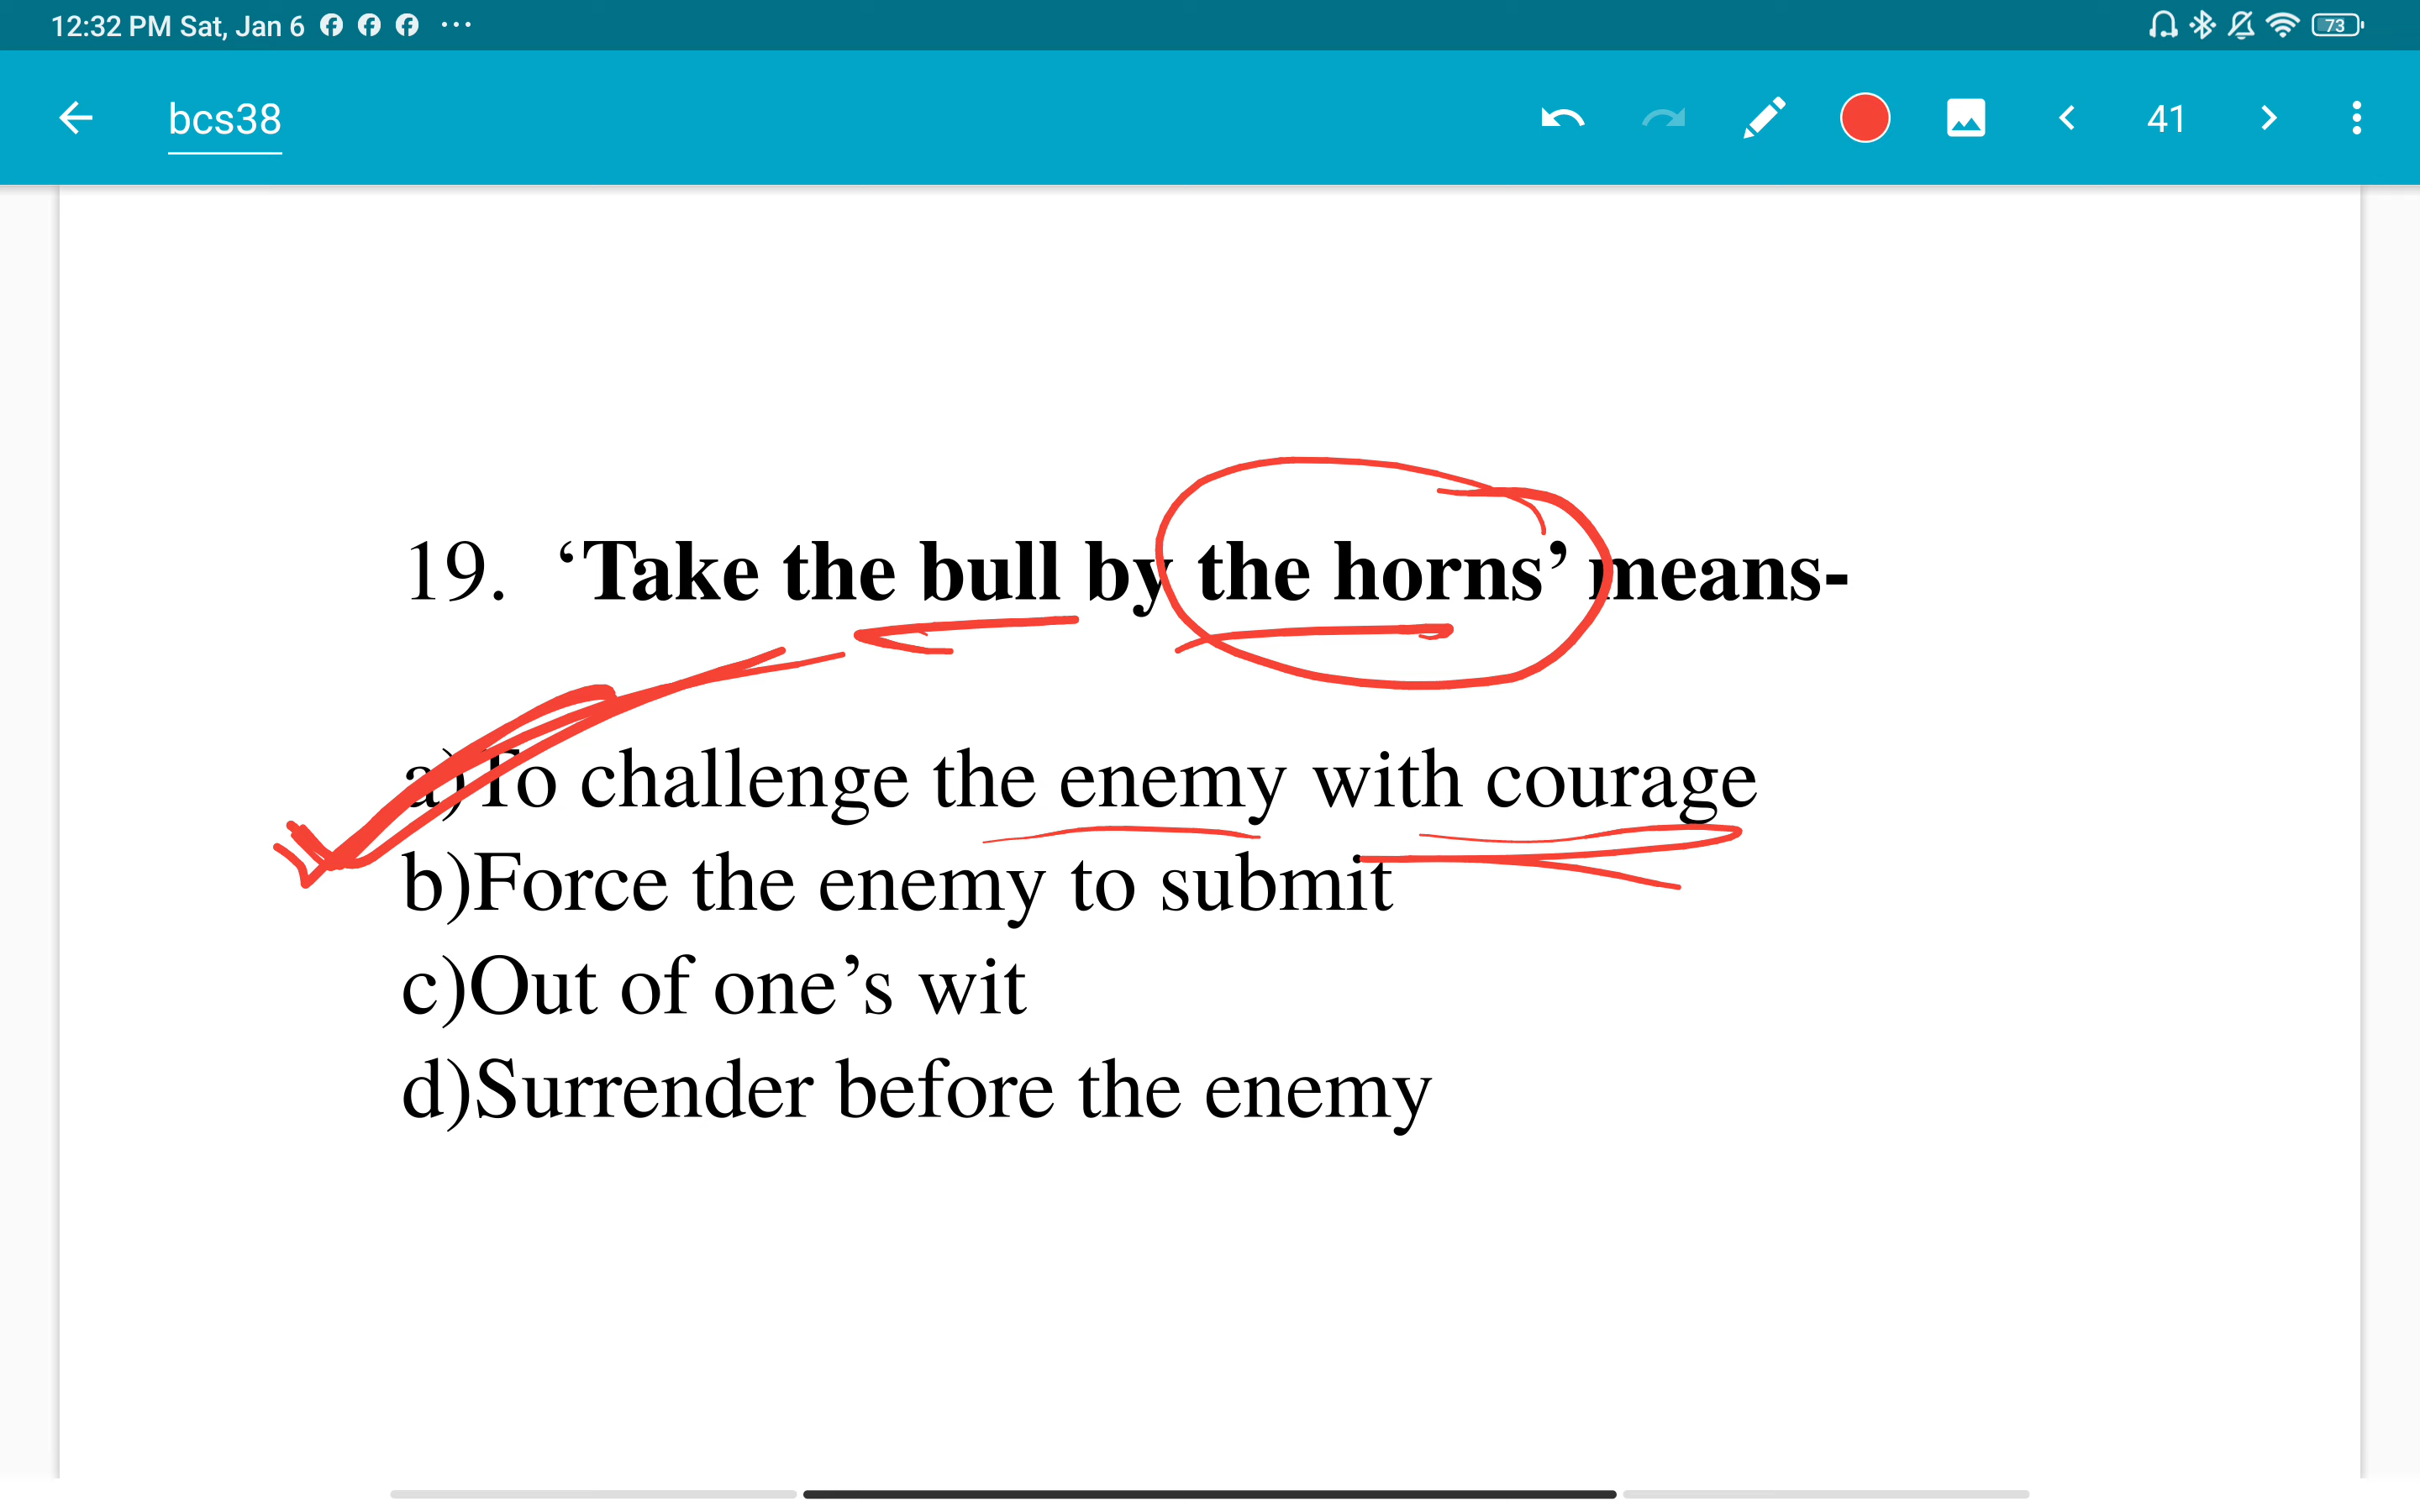 12:32 PM Sat, Jan 6 ... 73
bcs38 41
19. ‘Take the bull by the horns’ means-
a)To challenge the enemy with courage
b)Force the enemy to submit
c)Out of one’s wit
d)Surrender before the enemy